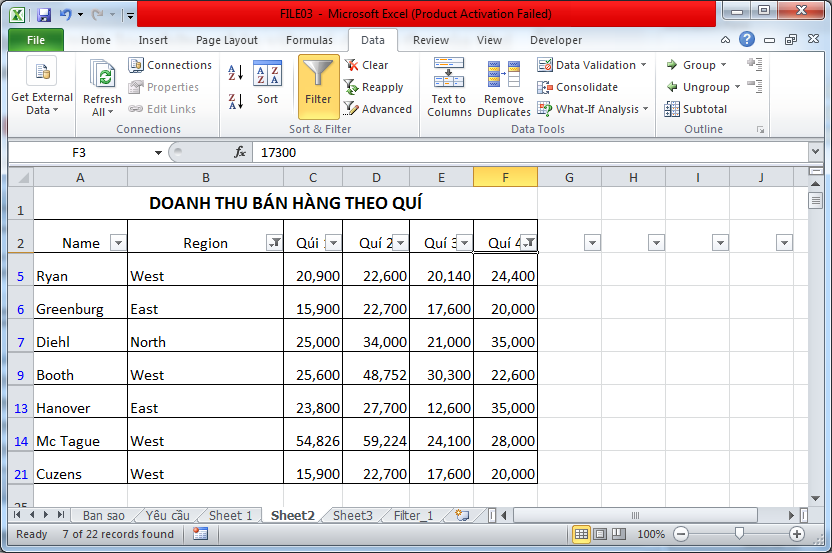 FILE03 - Microsoft Excel (Product Activation Failed)
File Home Insert Page Layout Formulas Data Review View Developer
Get External Data
Refresh All
Connections
Properties
Edit Links
Connections
Sort
Filter
Clear
Reapply
Advanced
Sort & Filter
Text to Columns
Remove Duplicates
Data Validation
Consolidate
What-If Analysis
Data Tools
Group
Ungroup
Subtotal
Outline
F3 fx 17300
A B C D E F G H I J
1 DOANH THU BÁN HÀNG THEO QUÍ
2 Name Region Qúi Quí 2 Quí 3 Quí 4
5 Ryan West 20,900 22,600 20,140 24,400
6 Greenburg East 15,900 22,700 17,600 20,000
7 Diehl North 25,000 34,000 21,000 35,000
9 Booth West 25,600 48,752 30,300 22,600
13 Hanover East 23,800 27,700 12,600 35,000
14 Mc Tague West 54,826 59,224 24,100 28,000
21 Cuzens West 15,900 22,700 17,600 20,000
Ban sao Yêu cầu Sheet 1 Sheet2 Sheet3 Filter_1
Ready 7 of 22 records found 100%